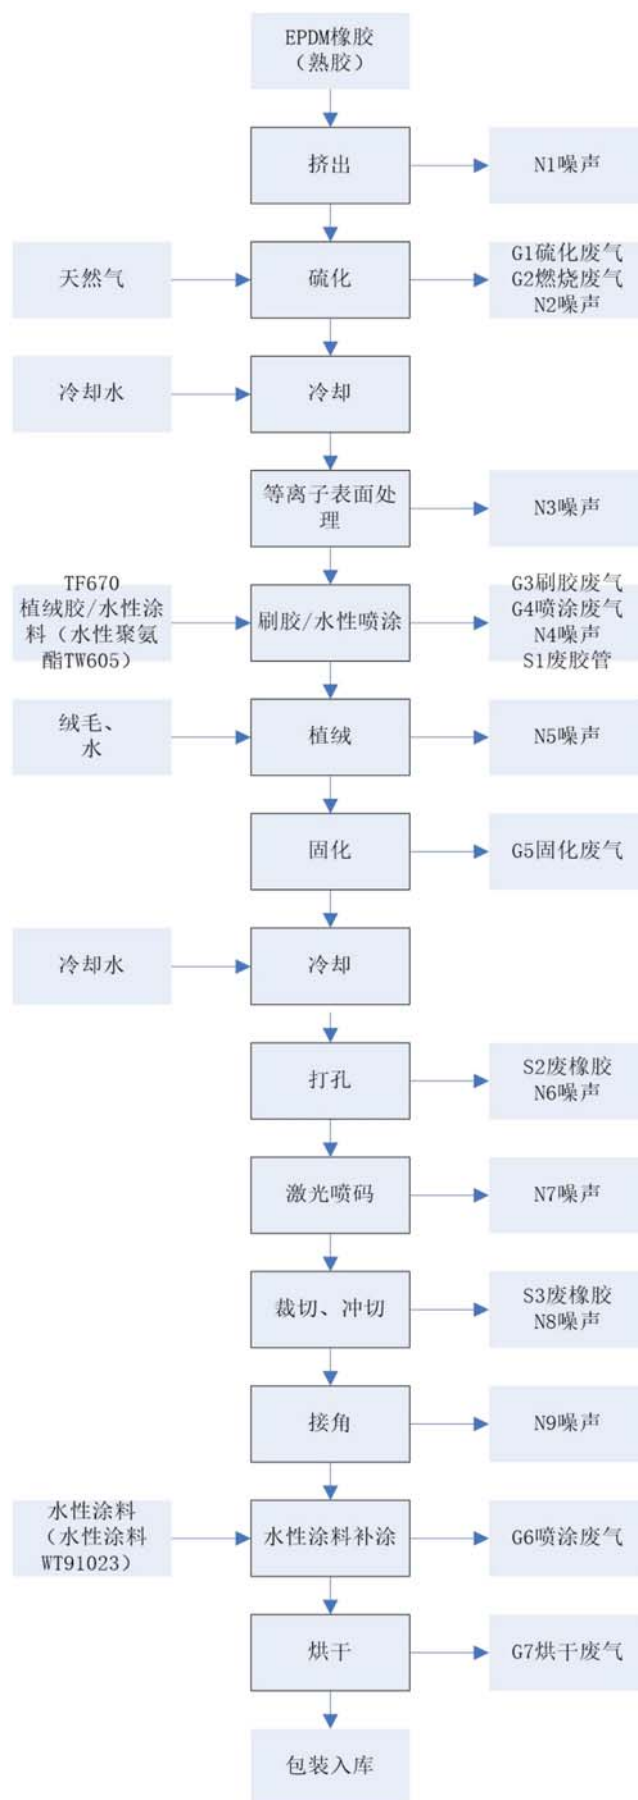 EPDM橡胶
（熟胶）
挤出
N1噪声
天然气
硫化
G1硫化废气
G2燃烧废气
N2噪声
冷却水
冷却
等离子表面处
理
N3噪声
TF670
植绒胶/水性涂
料（水性聚氨
酯TW605）
刷胶/水性喷涂
G3刷胶废气
G4喷涂废气
N4噪声
S1废胶管
绒毛、
水
植绒
N5噪声
固化
G5固化废气
冷却水
冷却
打孔
S2废橡胶
N6噪声
激光喷码
N7噪声
裁切、冲切
S3废橡胶
N8噪声
接角
N9噪声
水性涂料
（水性涂料
WT91023）
水性涂料补涂
G6喷涂废气
烘干
G7烘干废气
包装入库